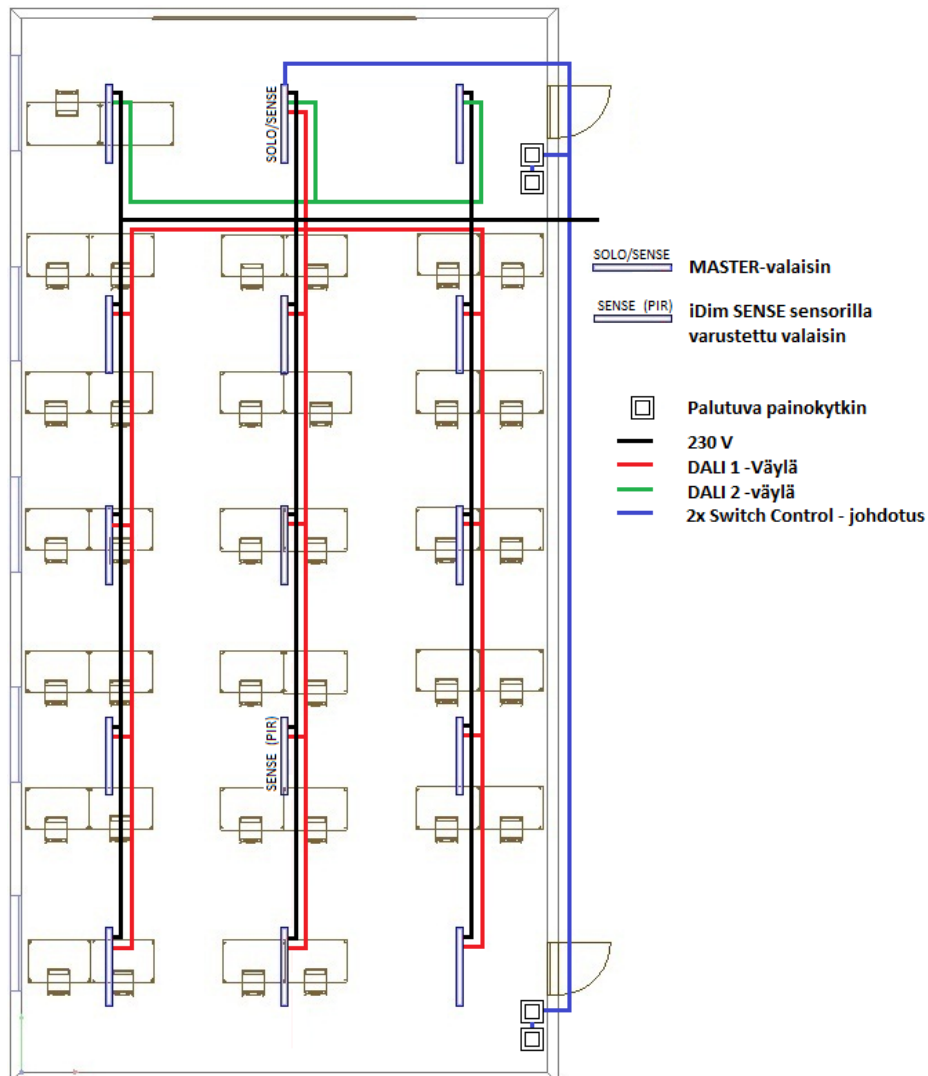 SOLO/SENSE
SENSE (PIR)
SOLO/SENSE
MASTER-valaisin
SENSE (PIR)
iDim SENSE sensorilla
varustettu valaisin
Palutuva painokytkin
230 V
DALI 1 -Väylä
DALI 2 -väylä
2x Switch Control - johdotus